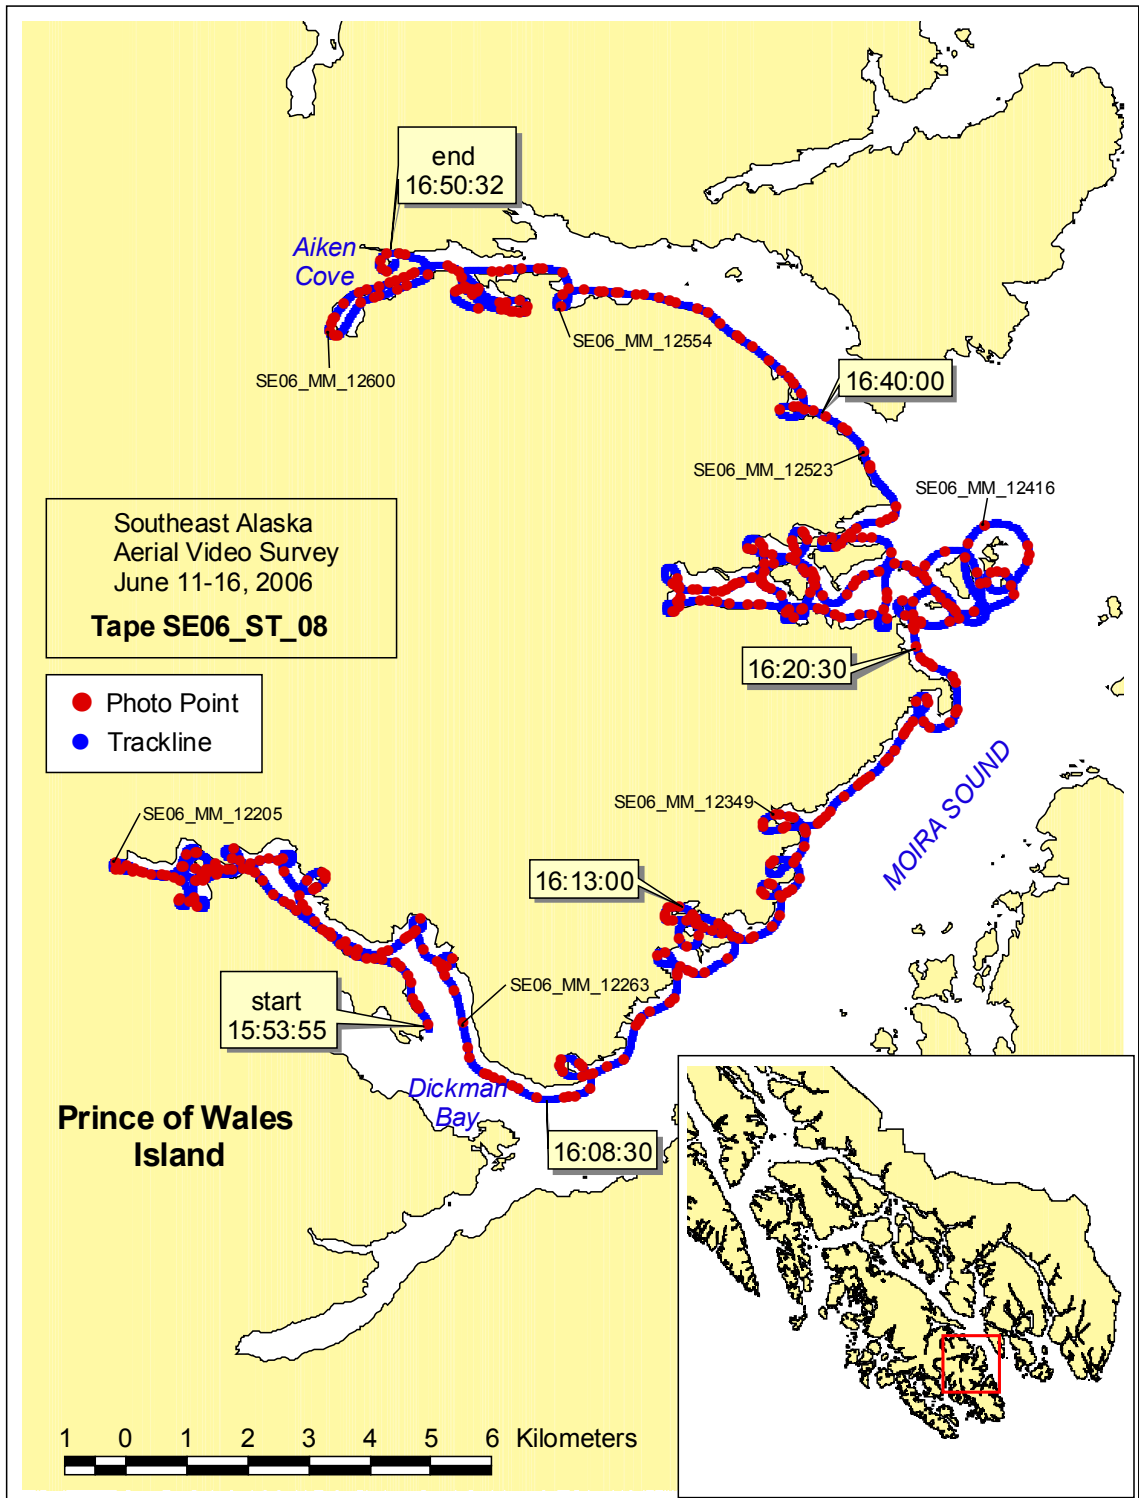 end
16:50:32
Aiken
Cove
SE06_MM_12554
SE06_MM_12600
16:40:00
SE06_MM_12523
SE06_MM_12416
Southeast Alaska
Aerial Video Survey
June 11-16, 2006
Tape SE06_ST_08
16:20:30
Photo Point
Trackline
MOIRA SOUND
SE06_MM_12349
SE06_MM_12205
16:13:00
SE06_MM_12263
start
15:53:55
Dickman
Bay
Prince of Wales
Island
16:08:30
1 0 1 2 3 4 5 6 Kilometers